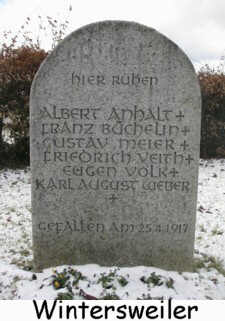 HIER RUHEN
ALBERT ANHALT +
FRANZ BÜCHELIN +
GUSTAV MEIER +
FRIEDRICH VEITH +
EUGEN VOLK +
KARL AUGUST WEBER
+
GEFALLEN AM 25.4.1917
Wintersweiler